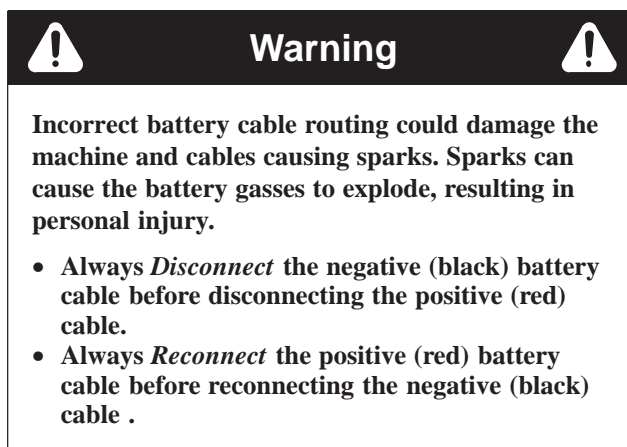 Warning
Incorrect battery cable routing could damage the
machine and cables causing sparks. Sparks can
cause the battery gasses to explode, resulting in
personal injury.
• Always Disconnect the negative (black) battery
cable before disconnecting the positive (red)
cable.
• Always Reconnect the positive (red) battery
cable before reconnecting the negative (black)
cable .